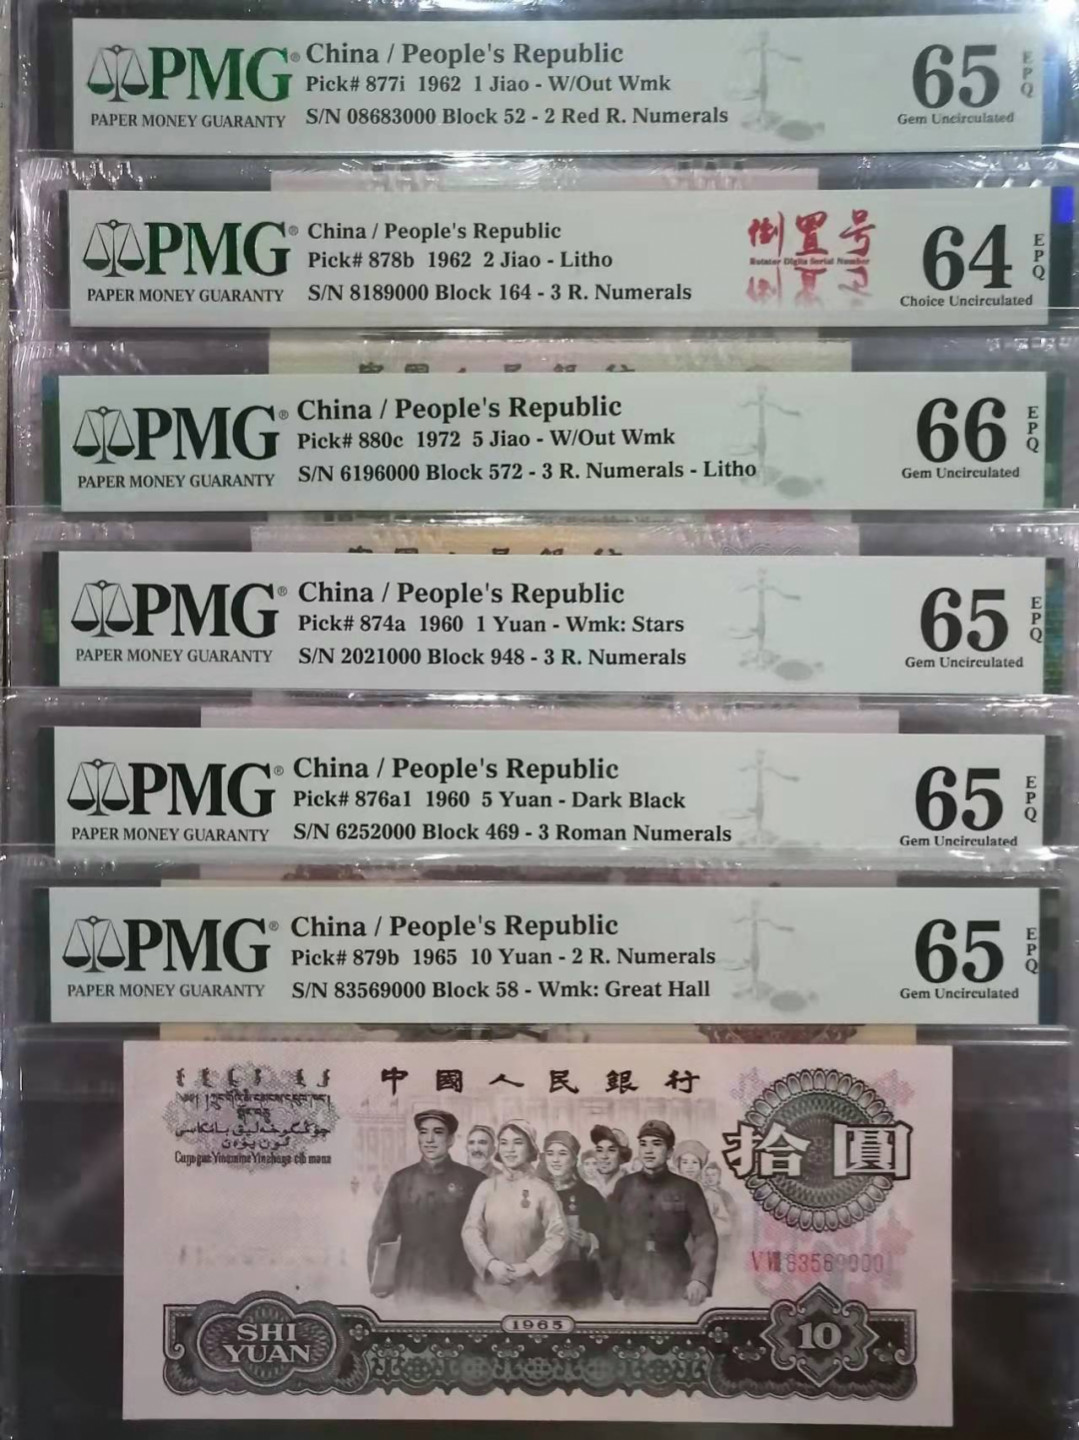 PMG®
PAPER MONEY GUARANTY
China / People's Republic
Pick# 877i 1962 1 Jiao - W/Out Wmk
S/N 08683000 Block 52 - 2 Red R. Numerals
65
EPQ
Gem Uncirculated
PMG®
PAPER MONEY GUARANTY
China / People's Republic
Pick# 878b 1962 2 Jiao - Litho
S/N 8189000 Block 164 - 3 R. Numerals
倒置号
Rotator Digits Serial Number
64
EPQ
Choice Uncirculated
PMG®
PAPER MONEY GUARANTY
China / People's Republic
Pick# 880c 1972 5 Jiao - W/Out Wmk
S/N 6196000 Block 572 - 3 R. Numerals - Litho
66
EPQ
Gem Uncirculated
PMG®
PAPER MONEY GUARANTY
China / People's Republic
Pick# 874a 1960 1 Yuan - Wmk: Stars
S/N 2021000 Block 948 - 3 R. Numerals
65
EPQ
Gem Uncirculated
PMG®
PAPER MONEY GUARANTY
China / People's Republic
Pick# 876a1 1960 5 Yuan - Dark Black
S/N 6252000 Block 469 - 3 Roman Numerals
65
EPQ
Gem Uncirculated
PMG®
PAPER MONEY GUARANTY
China / People's Republic
Pick# 879b 1965 10 Yuan - 2 R. Numerals
S/N 83569000 Block 58 - Wmk: Great Hall
65
EPQ
Gem Uncirculated
中國人民銀行
拾圓
V VIII 83569000
1965
SHI
YUAN
10